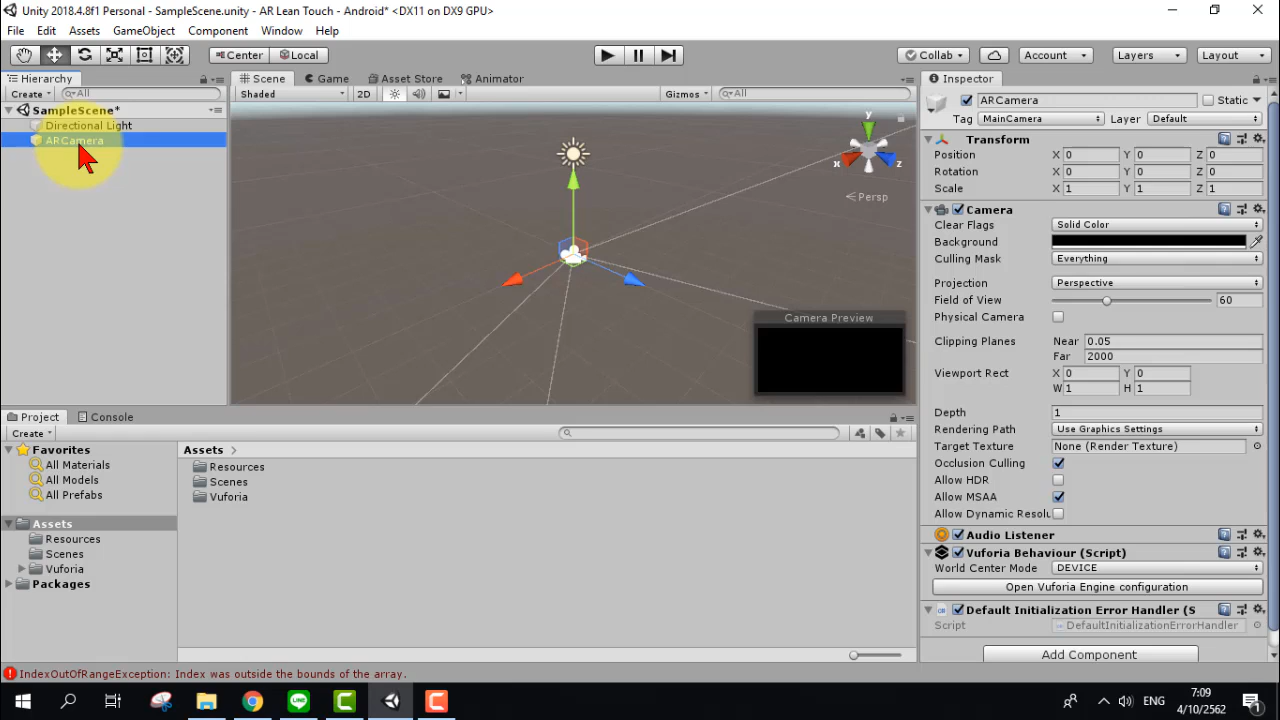 Unity 2018.4.8f1 Personal - SampleScene.unity - AR Lean Touch - Android* <DX11 on DX9 GPU>
File Edit Assets GameObject Component Window Help
Center Local Collab Account Layers Layout
Hierarchy Scene Game Asset Store Animator Inspector
Create All Shaded 2D Gizmos All
ARCamera Static
SampleScene*
Tag MainCamera Layer Default
Directional Light
ARCamera
Transform
Position X 0 Y 0 Z 0
Rotation X 0 Y 0 Z 0
Scale X 1 Y 1 Z 1
y
x
z
Persp
Camera
Clear Flags Solid Color
Background
Culling Mask Everything
Projection Perspective
Field of View 60
Physical Camera
Camera Preview
Clipping Planes Near 0.05
Far 2000
Viewport Rect X 0 Y 0
W 1 H 1
Depth 1
Rendering Path Use Graphics Settings
Target Texture None (Render Texture)
Occlusion Culling
Allow HDR
Allow MSAA
Allow Dynamic Resolu
Audio Listener
Vuforia Behaviour (Script)
World Center Mode DEVICE
Open Vuforia Engine configuration
Default Initialization Error Handler (S
Script DefaultInitializationErrorHandler
Add Component
Project Console
Create
Favorites
All Materials
All Models
All Prefabs
Assets
Resources
Scenes
Vuforia
Packages
Assets
Resources
Scenes
Vuforia
IndexOutOfRangeException: Index was outside the bounds of the array.
LINE
C
C
ENG
7:09
4/10/2562
1